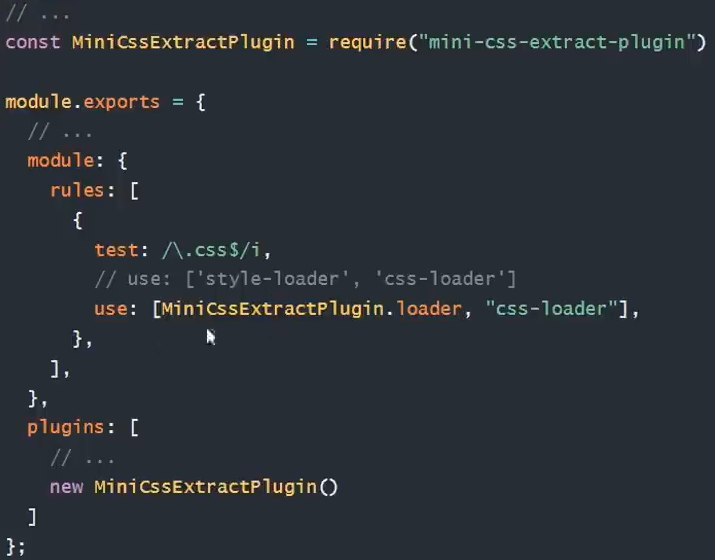 // ...
const MiniCssExtractPlugin = require("mini-css-extract-plugin")
module.exports = {
// ...
module: {
rules: [
{
test: /\.css$/i,
// use: ['style-loader', 'css-loader']
use: [MiniCssExtractPlugin.loader, "css-loader"],
},
],
},
plugins: [
// ...
new MiniCssExtractPlugin()
]
};